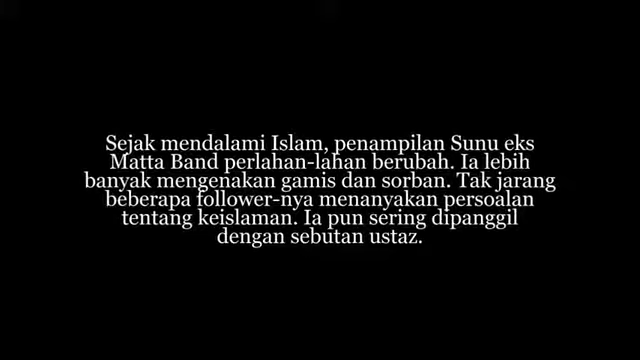 Sejak mendalami Islam, penampilan Sunu eks
Matta Band perlahan-lahan berubah. Ia lebih
banyak mengenakan gamis dan sorban. Tak jarang
beberapa follower-nya menanyakan persoalan
tentang keislaman. Ia pun sering dipanggil
dengan sebutan ustaz.